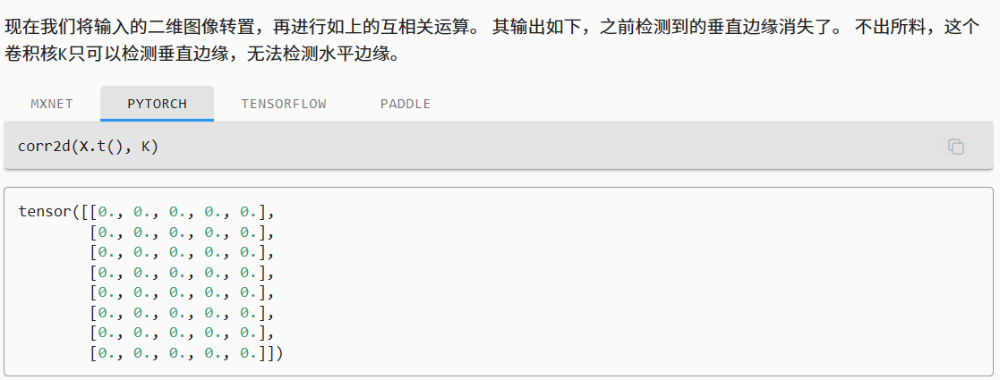 现在我们将输入的二维图像转置，再进行如上的互相关运算。 其输出如下，之前检测到的垂直边缘消失了。 不出所料，这个
卷积核K只可以检测垂直边缘，无法检测水平边缘。
MXNET PYTORCH TENSORFLOW PADDLE
corr2d(X.t(), K)
tensor([[0., 0., 0., 0., 0.],
        [0., 0., 0., 0., 0.],
        [0., 0., 0., 0., 0.],
        [0., 0., 0., 0., 0.],
        [0., 0., 0., 0., 0.],
        [0., 0., 0., 0., 0.],
        [0., 0., 0., 0., 0.],
        [0., 0., 0., 0., 0.]])